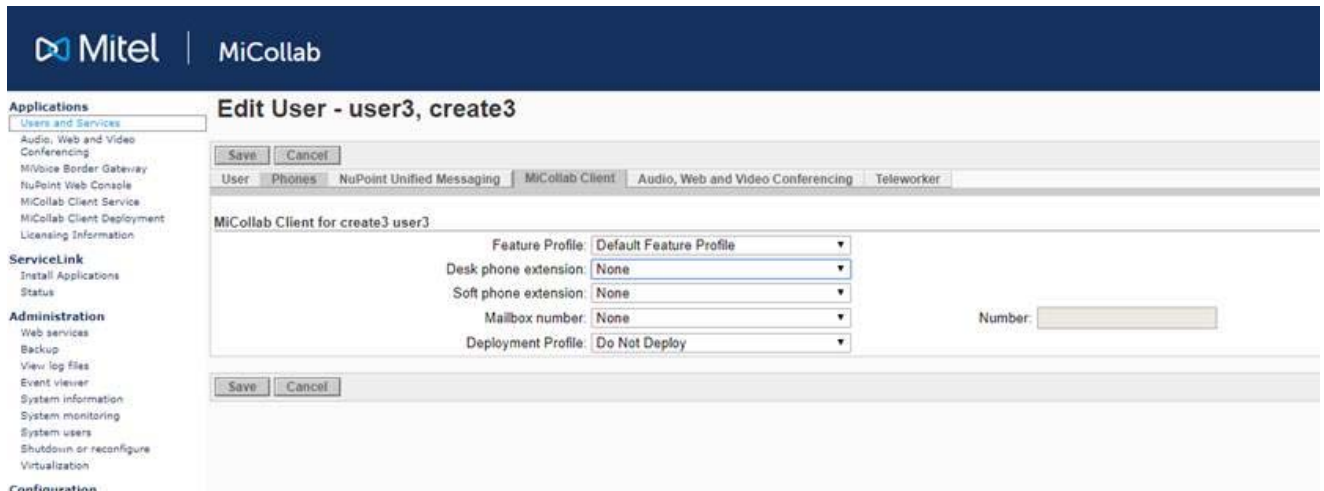 Mitel | MiCollab
Applications
Users and Services
Audio, Web and Video
Conferencing
MiVoice Border Gateway
NuPoint Web Console
MiCollab Client Service
MiCollab Client Deployment
Licensing Information
ServiceLink
Install Applications
Status
Administration
Web services
Backup
View log files
Event viewer
System information
System monitoring
System users
Shutdown or reconfigure
Virtualization
Configuration
Edit User - user3, create3
Save Cancel
User Phones NuPoint Unified Messaging MiCollab Client Audio, Web and Video Conferencing Teleworker
MiCollab Client for create3 user3
Feature Profile: Default Feature Profile
Desk phone extension: None
Soft phone extension: None
Mailbox number: None Number:
Deployment Profile: Do Not Deploy
Save Cancel